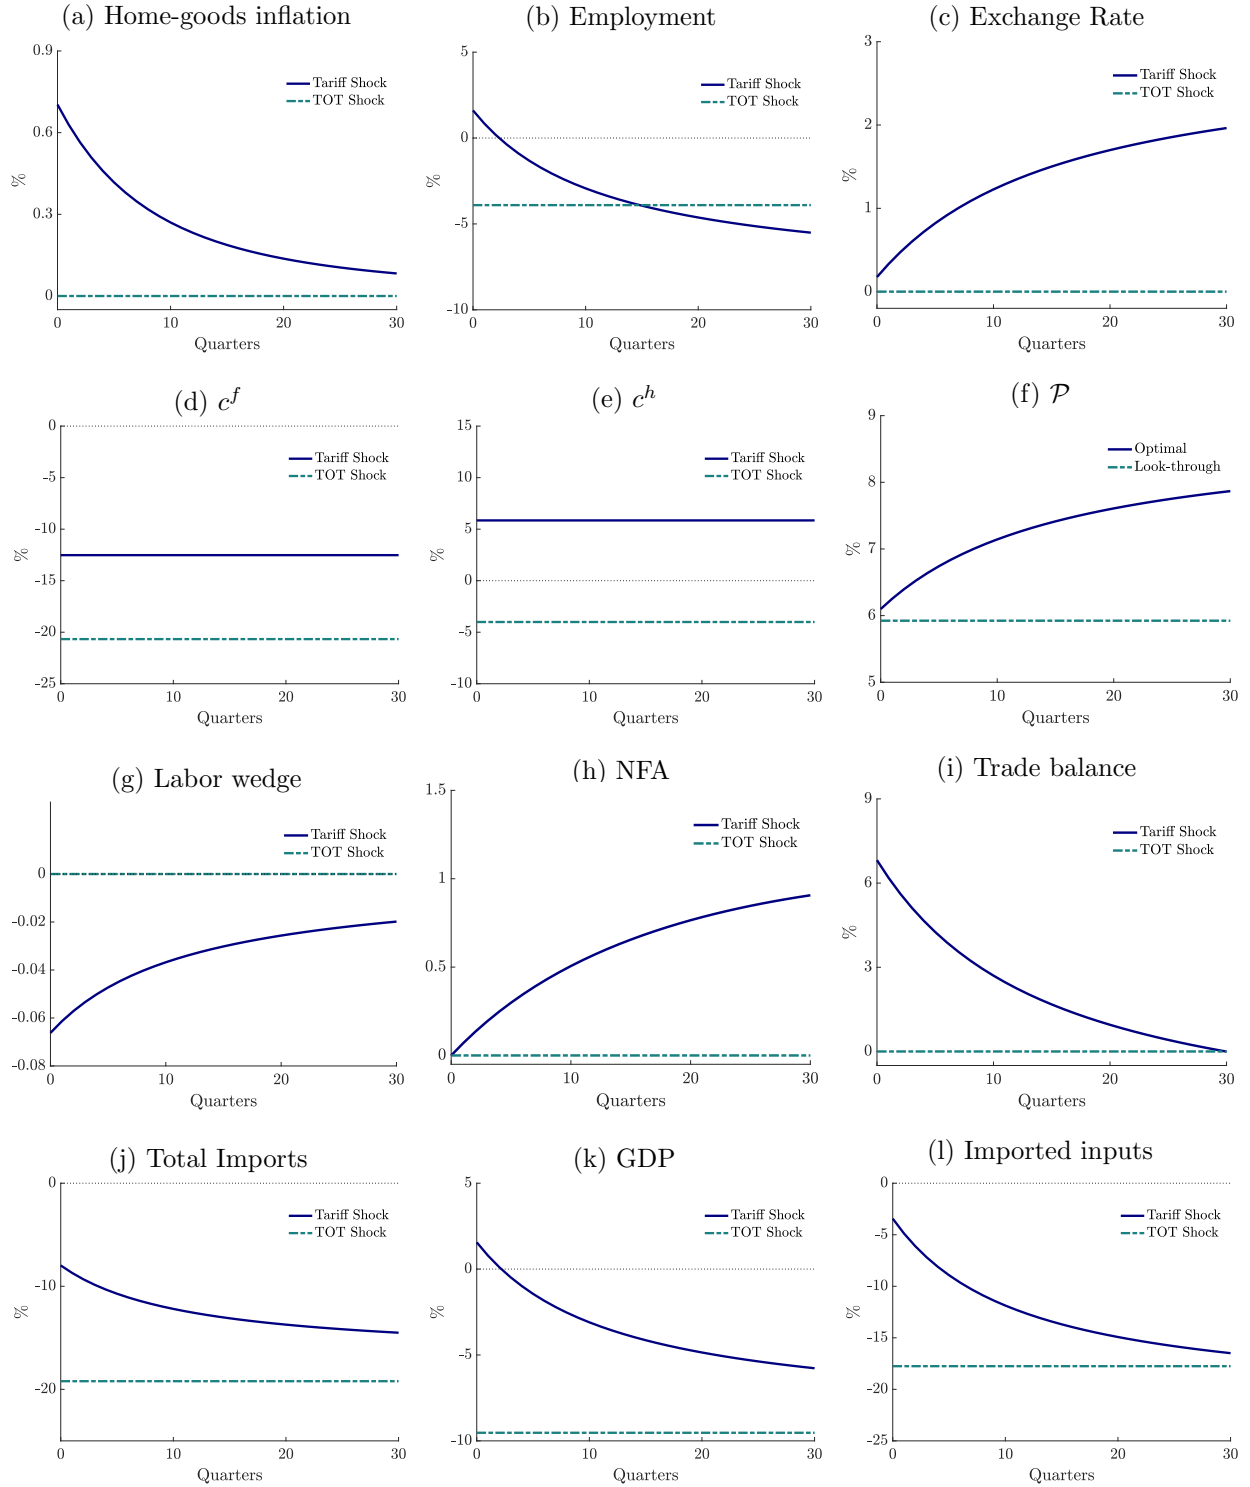 (a) Home-goods inflation
0.9
0.6
0.3
0
%
0
10
20
30
Quarters
Tariff Shock
TOT Shock
(b) Employment
5
0
-5
-10
%
0
10
20
30
Quarters
Tariff Shock
TOT Shock
(c) Exchange Rate
3
2
1
0
%
0
10
20
30
Quarters
Tariff Shock
TOT Shock
(d) c^f
0
-5
-10
-15
-20
-25
%
0
10
20
30
Quarters
Tariff Shock
TOT Shock
(e) c^h
15
10
5
0
-5
-10
%
0
10
20
30
Quarters
Tariff Shock
TOT Shock
(f) 𝒫
9
8
7
6
5
%
0
10
20
30
Quarters
Optimal
Look-through
(g) Labor wedge
0
-0.02
-0.04
-0.06
-0.08
0
10
20
30
Quarters
Tariff Shock
TOT Shock
(h) NFA
1.5
1
0.5
0
0
10
20
30
Quarters
Tariff Shock
TOT Shock
(i) Trade balance
9
6
3
0
%
0
10
20
30
Quarters
Tariff Shock
TOT Shock
(j) Total Imports
0
-10
-20
%
0
10
20
30
Quarters
Tariff Shock
TOT Shock
(k) GDP
5
0
-5
-10
%
0
10
20
30
Quarters
Tariff Shock
TOT Shock
(l) Imported inputs
0
-5
-10
-15
-20
-25
%
0
10
20
30
Quarters
Tariff Shock
TOT Shock